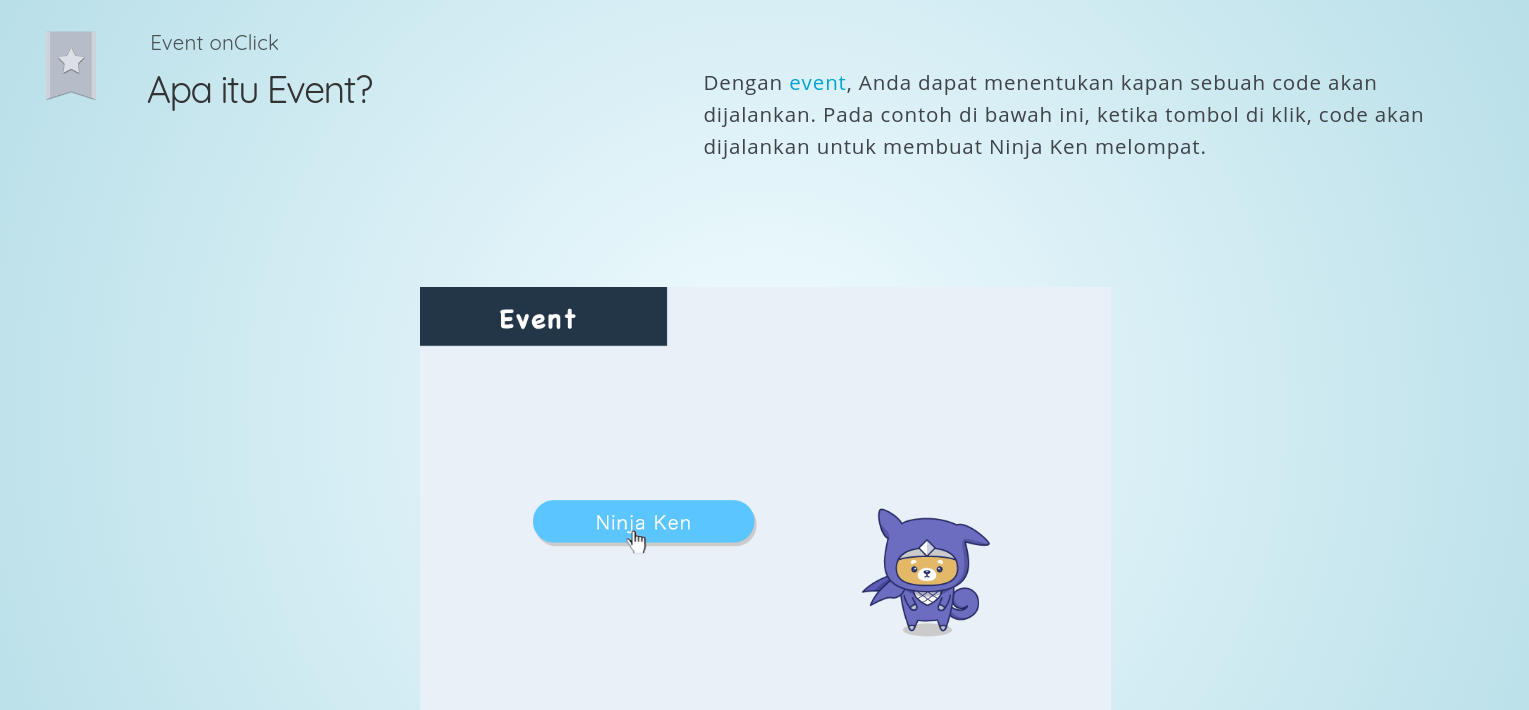 Event onClick
Apa itu Event?
Dengan event, Anda dapat menentukan kapan sebuah code akan
dijalankan. Pada contoh di bawah ini, ketika tombol di klik, code akan
dijalankan untuk membuat Ninja Ken melompat.
Event
Ninja Ken